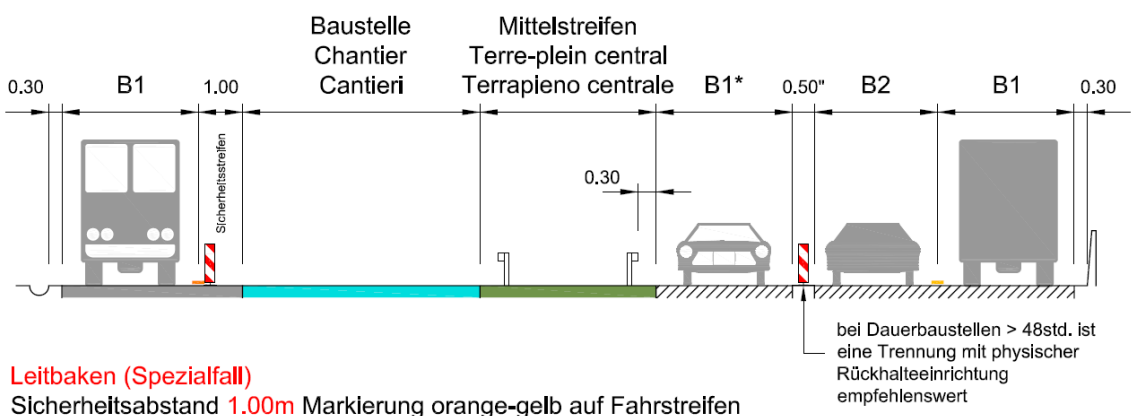 Baustelle
Chantier
Cantieri
Mittelstreifen
Terre-plein central
Terrapieno centrale
0.30 B1 1.00 B1* 0.50" B2 B1 0.30
Sicherheitsstreifen
0.30
bei Dauerbaustellen > 48std. ist
eine Trennung mit physischer
Rückhalteeinrichtung
empfehlenswert
Leitbaken (Spezialfall)
Sicherheitsabstand 1.00m Markierung orange-gelb auf Fahrstreifen